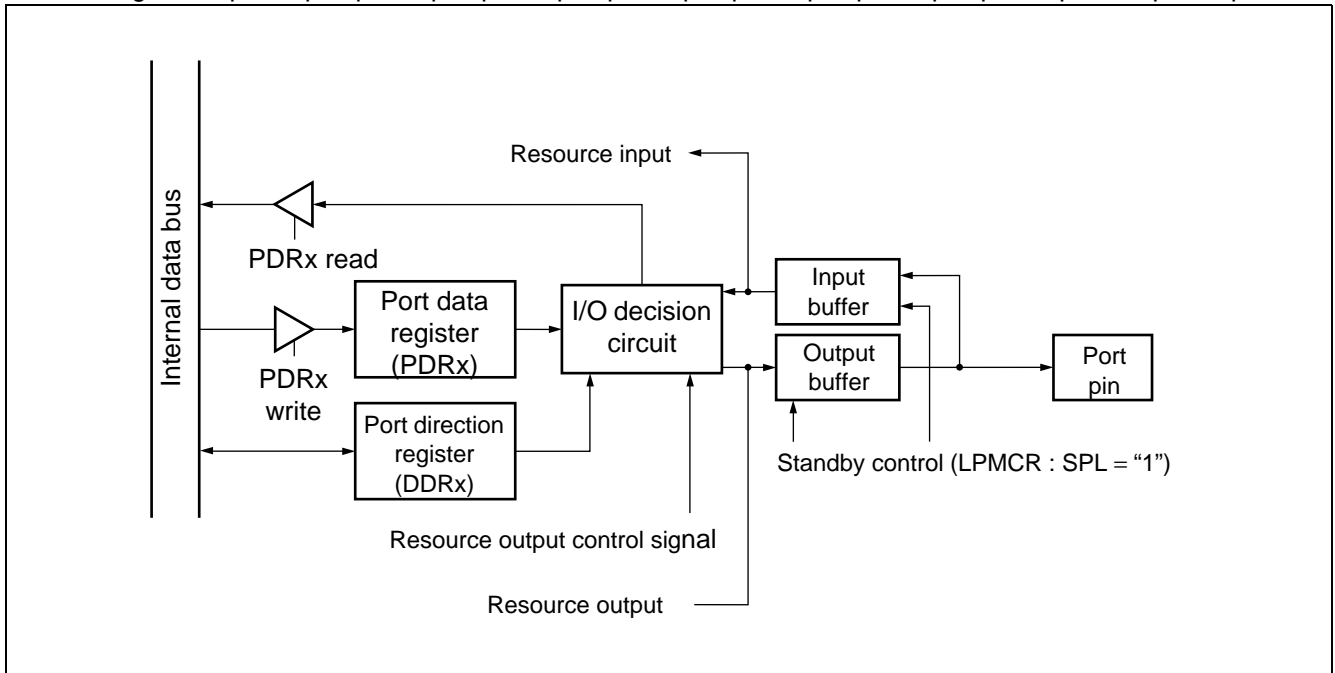 Resource input
Internal data bus
PDRx read
Port data
register
(PDRx)
I/O decision
circuit
Input
buffer
Output
buffer
Port
pin
PDRx
write
Port direction
register
(DDRx)
Standby control (LPMCR : SPL = “1”)
Resource output control signal
Resource output